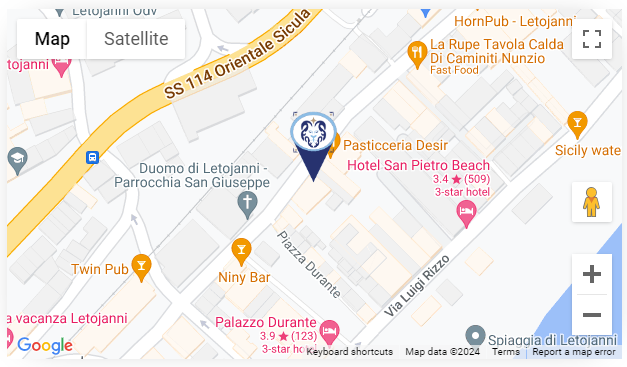 Letojanni Odv
HornPub - Letojanni
Map
Satellite
La Rupe Tavola Calda
Di Caminiti Nunzio
Fast Food
etojanni
SS 114 Orientale Sicula
Pasticceria Desir
Sicily wate
Hotel San Pietro Beach
3.4 ★ (509)
3-star hotel
Duomo di Letojanni -
Parrocchia San Giuseppe
Piazza Durante
Twin Pub
Niny Bar
Via Luigi Rizzo
a vacanza Letojanni
Palazzo Durante
3.9 ★ (123)
3-star hotel
Spiaggia di Letojanni
Google
Keyboard shortcuts
Map data ©2024
Terms
Report a map error